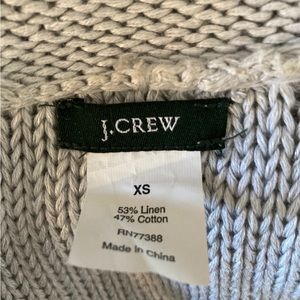 J.CREW
XS
53% Linen
47% Cotton
RN77388
Made in China